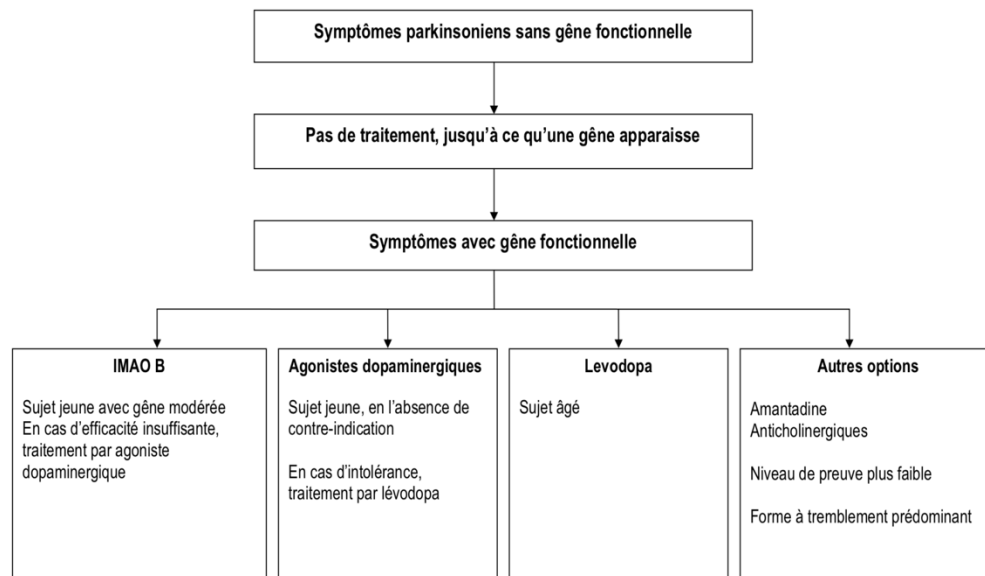 Symptômes parkinsoniens sans gêne fonctionnelle
Pas de traitement, jusqu'à ce qu'une gêne apparaisse
Symptômes avec gêne fonctionnelle
IMAO B
Sujet jeune avec gêne modérée
En cas d'efficacité insuffisante,
traitement par agoniste
dopaminergique
Agonistes dopaminergiques
Sujet jeune, en l'absence de
contre-indication
En cas d'intolérance,
traitement par lévodopa
Levodopa
Sujet âgé
Autres options
Amantadine
Anticholinergiques
Niveau de preuve plus faible
Forme à tremblement prédominant